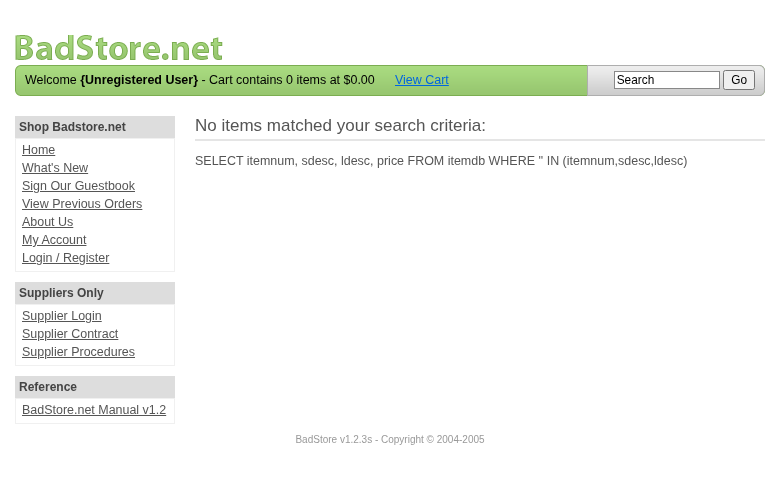 BadStore.net
Welcome {Unregistered User} - Cart contains 0 items at $0.00 View Cart Search Go
Shop Badstore.net
Home
What's New
Sign Our Guestbook
View Previous Orders
About Us
My Account
Login / Register
Suppliers Only
Supplier Login
Supplier Contract
Supplier Procedures
Reference
BadStore.net Manual v1.2
No items matched your search criteria:
SELECT itemnum, sdesc, ldesc, price FROM itemdb WHERE '' IN (itemnum,sdesc,ldesc)
BadStore v1.2.3s - Copyright © 2004-2005